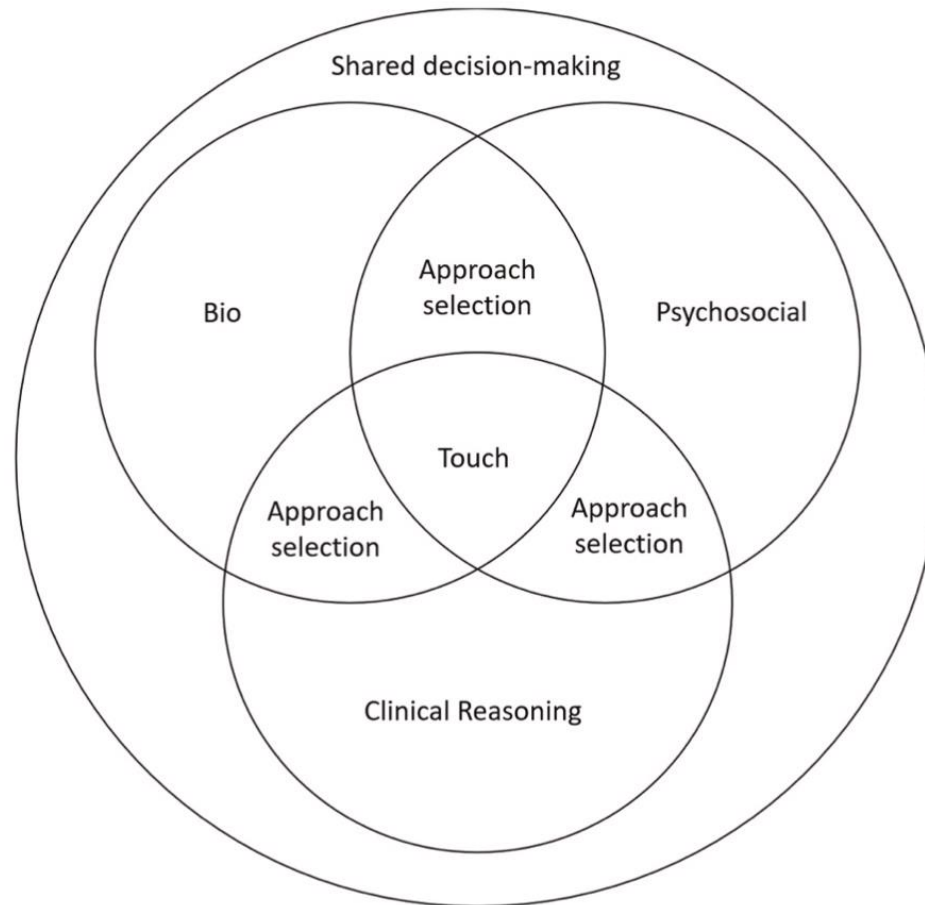 Shared decision-making
Approach
selection
Bio
Psychosocial
Touch
Approach
selection
Approach
selection
Clinical Reasoning